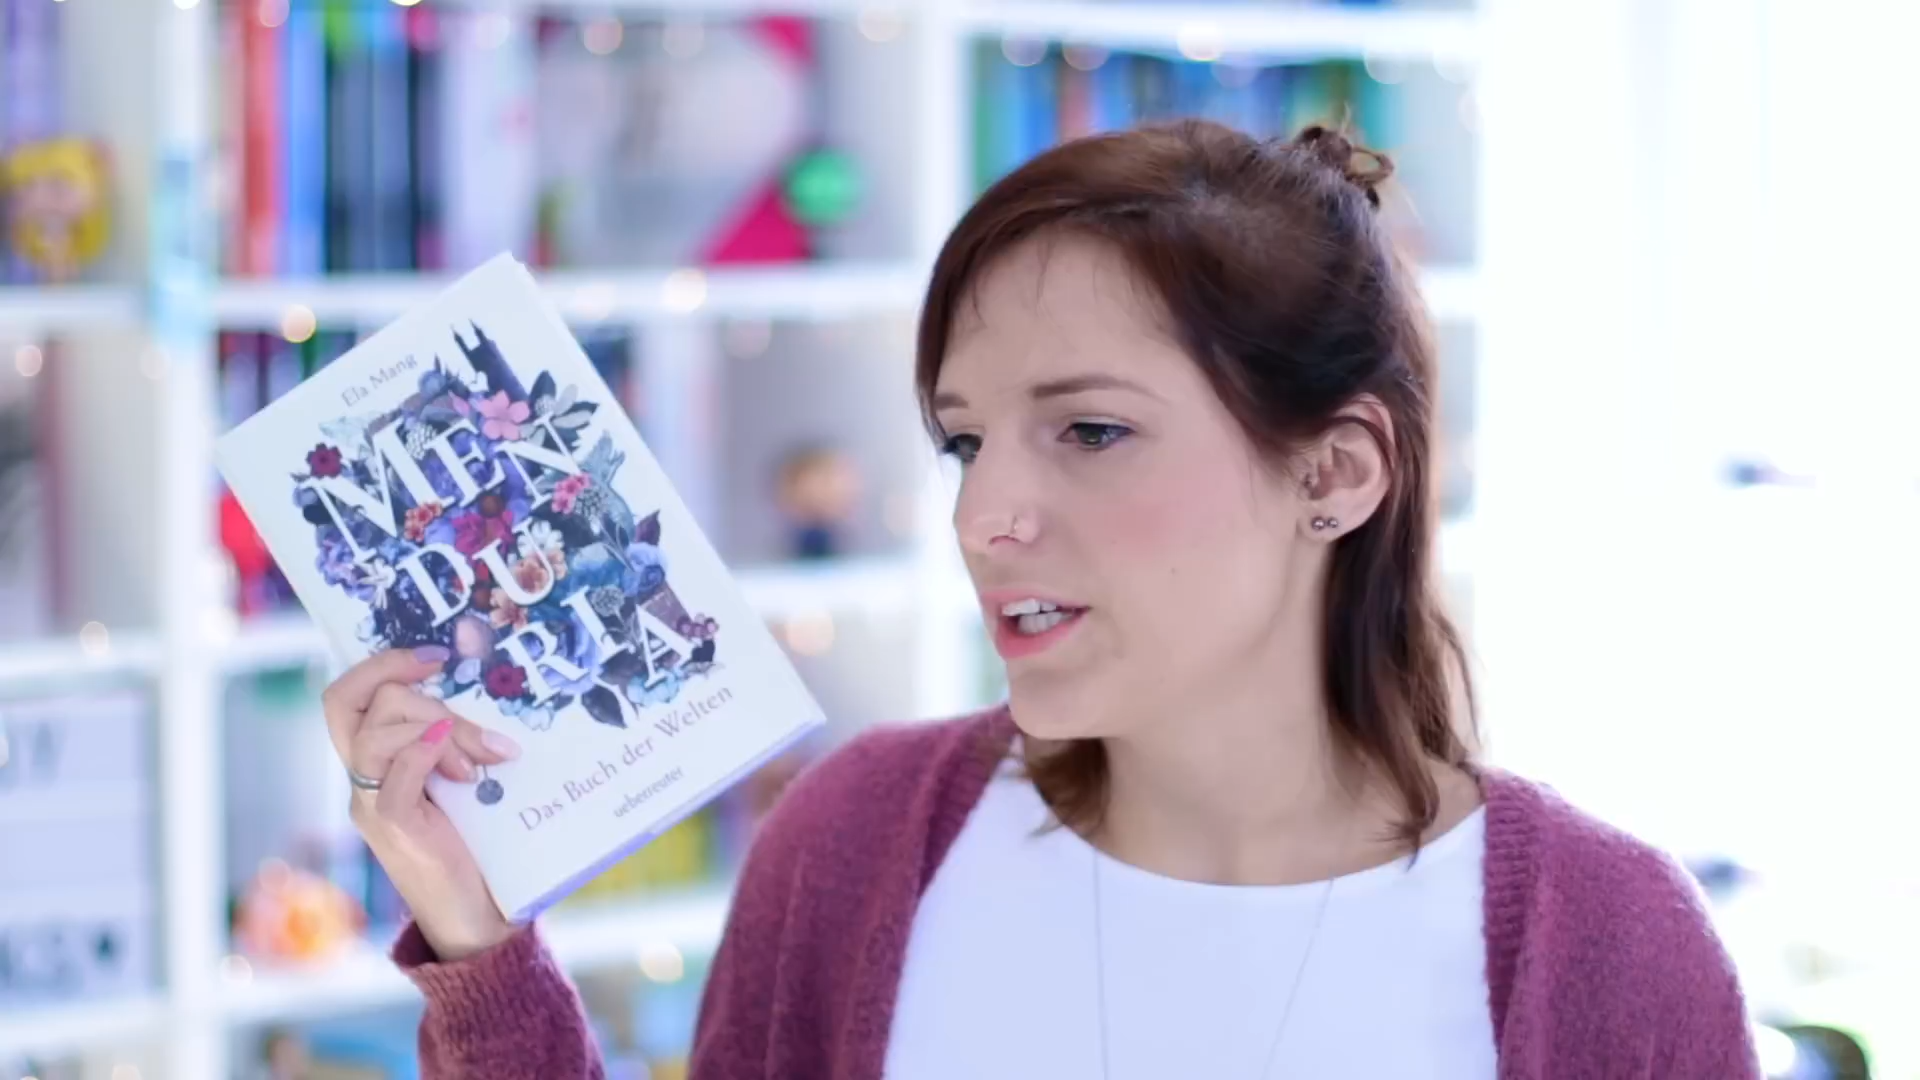 Ela Mang
MEN
DU
RIA
Das Buch der Welten
ueberreuter